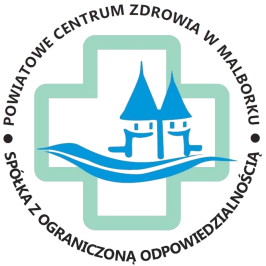 POWIATOWE CENTRUM ZDROWIA W MALBORKU
SPÓŁKA Z OGRANICZONĄ ODPOWIEDZIALNOŚCIĄ